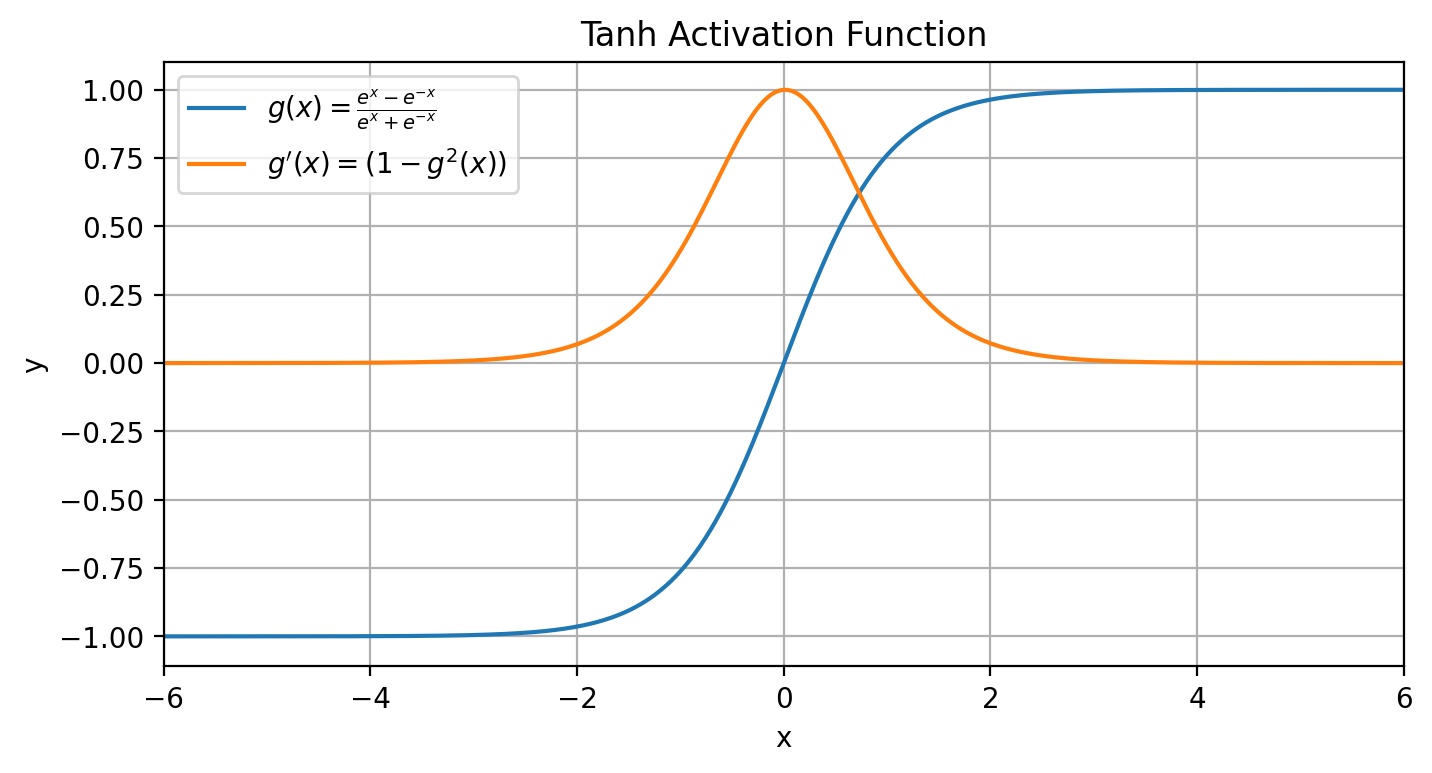 Tanh Activation Function
1.00
0.75
0.50
0.25
0.00
−0.25
−0.50
−0.75
−1.00
y
g(x) = \frac{e^x − e^{−x}}{e^x + e^{−x}}
g′(x) = (1 − g²(x))
−6 −4 −2 0 2 4 6
x